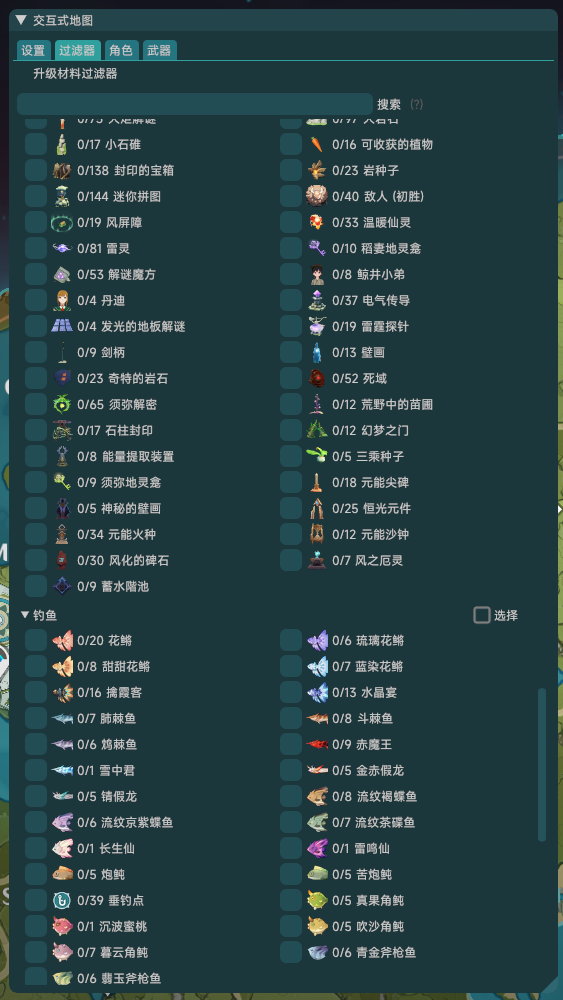 交互式地图
设置 过滤器 角色 武器
升级材料过滤器
搜索 (?)
0/17 小石碓 0/16 可收获的植物
0/138 封印的宝箱 0/23 岩种子
0/144 迷你拼图 0/40 敌人 (初胜)
0/19 风屏障 0/33 温暖仙灵
0/81 雷灵 0/10 稻妻地灵龛
0/53 解谜魔方 0/8 鲸井小弟
0/4 丹迪 0/37 电气传导
0/4 发光的地板解谜 0/19 雷霆探针
0/9 剑柄 0/13 壁画
0/23 奇特的岩石 0/52 死域
0/65 须弥解密 0/12 荒野中的苗圃
0/17 石柱封印 0/12 幻梦之门
0/8 能量提取装置 0/5 三乘种子
0/9 须弥地灵龛 0/18 元能尖碑
0/5 神秘的壁画 0/25 恒光元件
0/34 元能火种 0/12 元能沙钟
0/30 风化的碑石 0/7 风之厄灵
0/9 蓄水階池
钓鱼 选择
0/20 花鳉 0/6 琉璃花鳉
0/8 甜甜花鳉 0/7 蓝染花鳉
0/16 擒霞客 0/13 水晶宴
0/7 肺棘鱼 0/8 斗棘鱼
0/6 鸩棘鱼 0/9 赤魔王
0/1 雪中君 0/5 金赤假龙
0/5 锖假龙 0/8 流纹褐蝶鱼
0/6 流纹京紫蝶鱼 0/7 流纹茶碟鱼
0/1 长生仙 0/1 雷鸣仙
0/5 炮鲀 0/5 苦炮鲀
0/39 垂钓点 0/5 真果角鲀
0/1 沉波蜜桃 0/5 吹沙角鲀
0/7 暮云角鲀 0/6 青金斧枪鱼
0/6 翡玉斧枪鱼